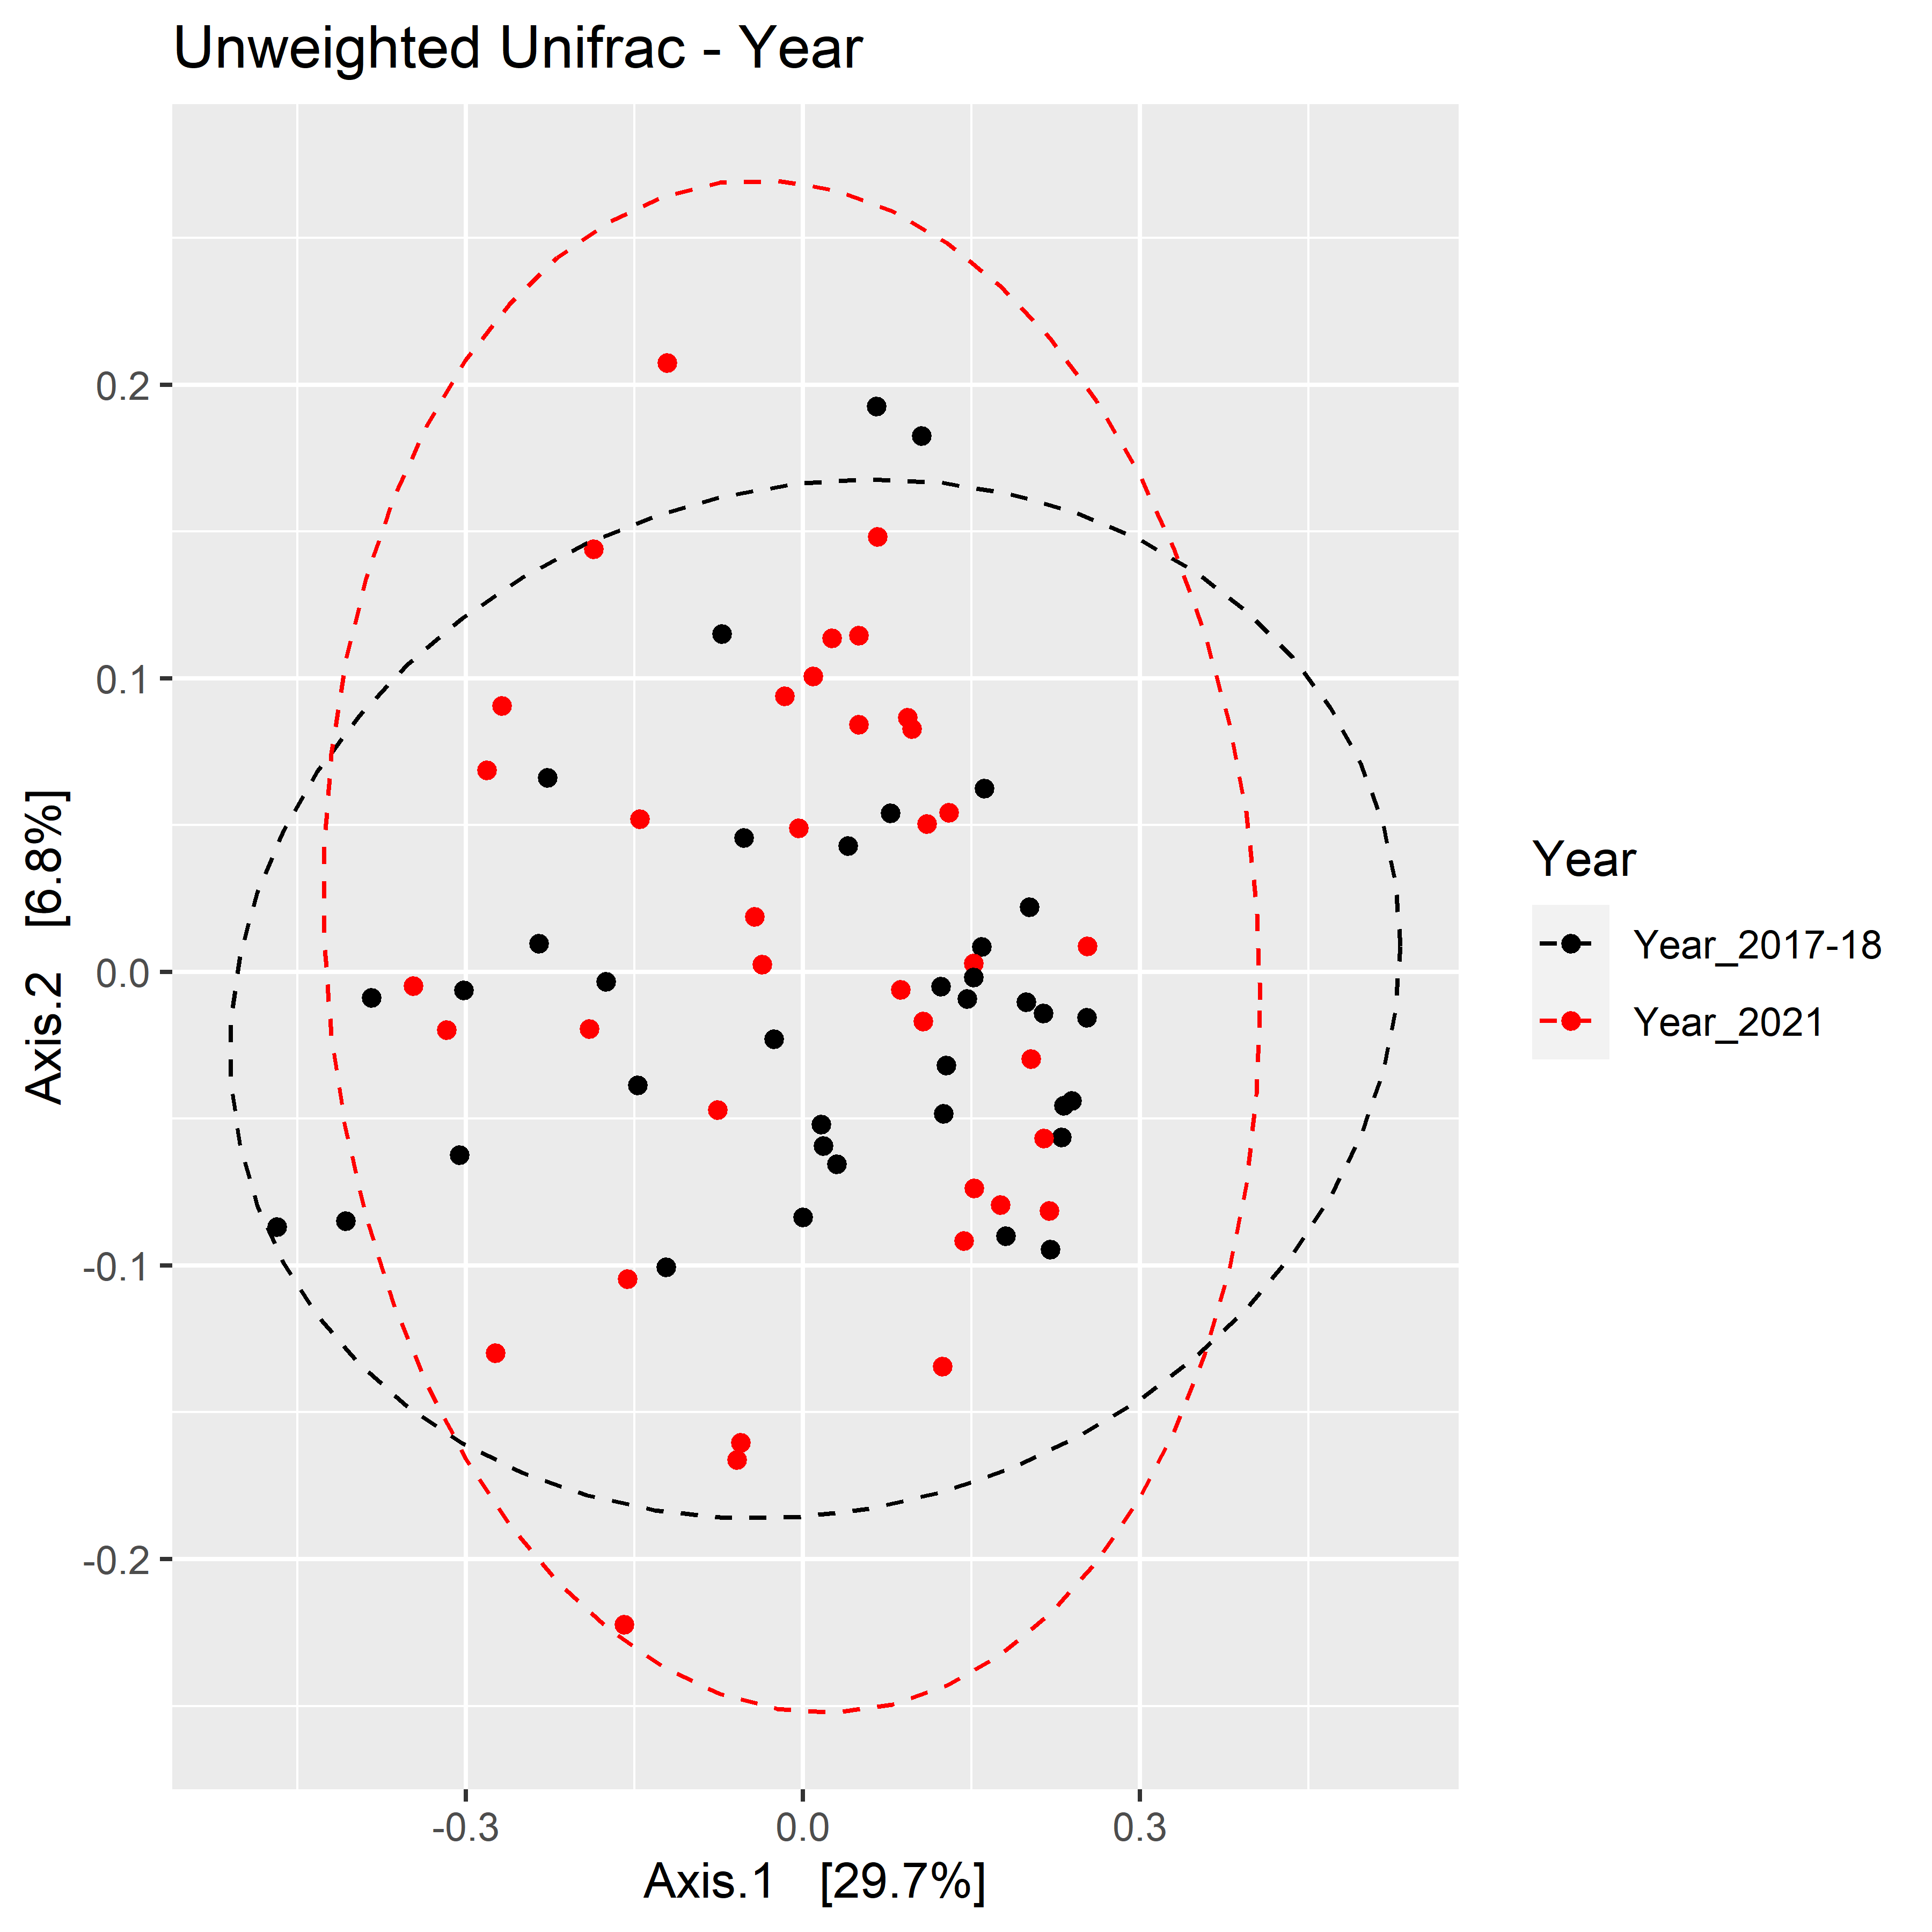 Unweighted Unifrac - Year
0.2
0.1
0.0
-0.1
-0.2
Axis.2 [6.8%]
-0.3 0.0 0.3
Axis.1 [29.7%]
Year
Year_2017-18
Year_2021